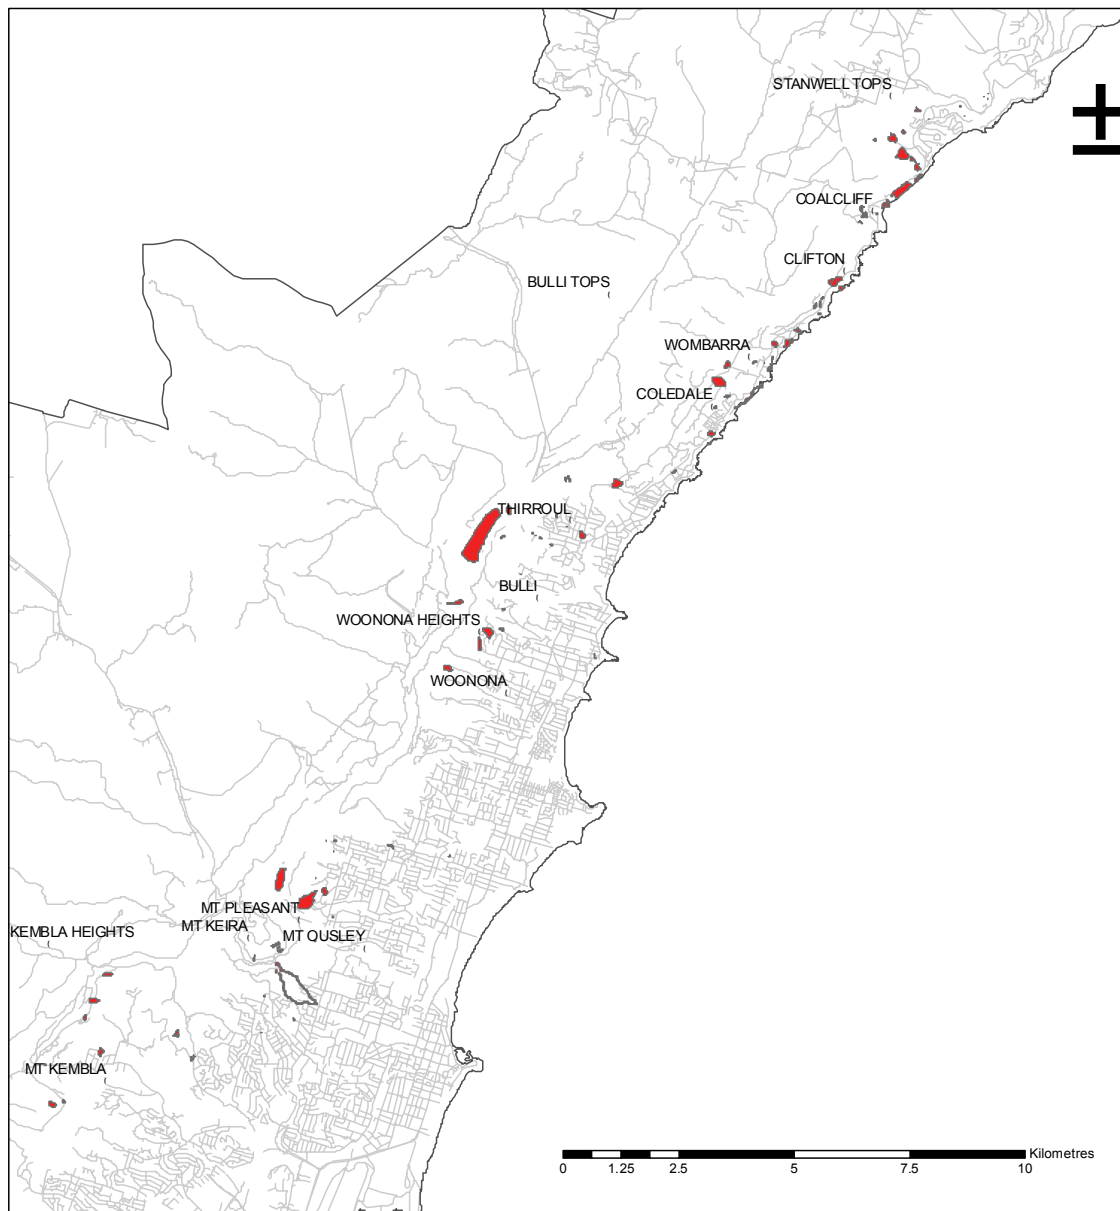 STANWELL TOPS
COALCLIFF
CLIFTON
BULLI TOPS
WOMBARRA
COLEDALE
THIRROUL
BULLI
WOONONA HEIGHTS
WOONONA
MT PLEASANT
MT KEIRA
KEMBLA HEIGHTS
MT QUSLEY
MT KEMBLA
Kilometres
0 1.25 2.5 5 7.5 10